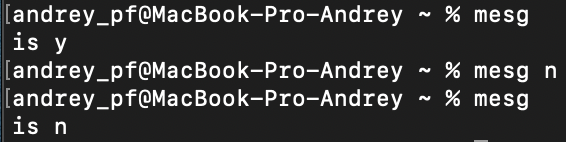 [andrey_pf@MacBook-Pro-Andrey ~ % mesg
is y
[andrey_pf@MacBook-Pro-Andrey ~ % mesg n
[andrey_pf@MacBook-Pro-Andrey ~ % mesg
is n